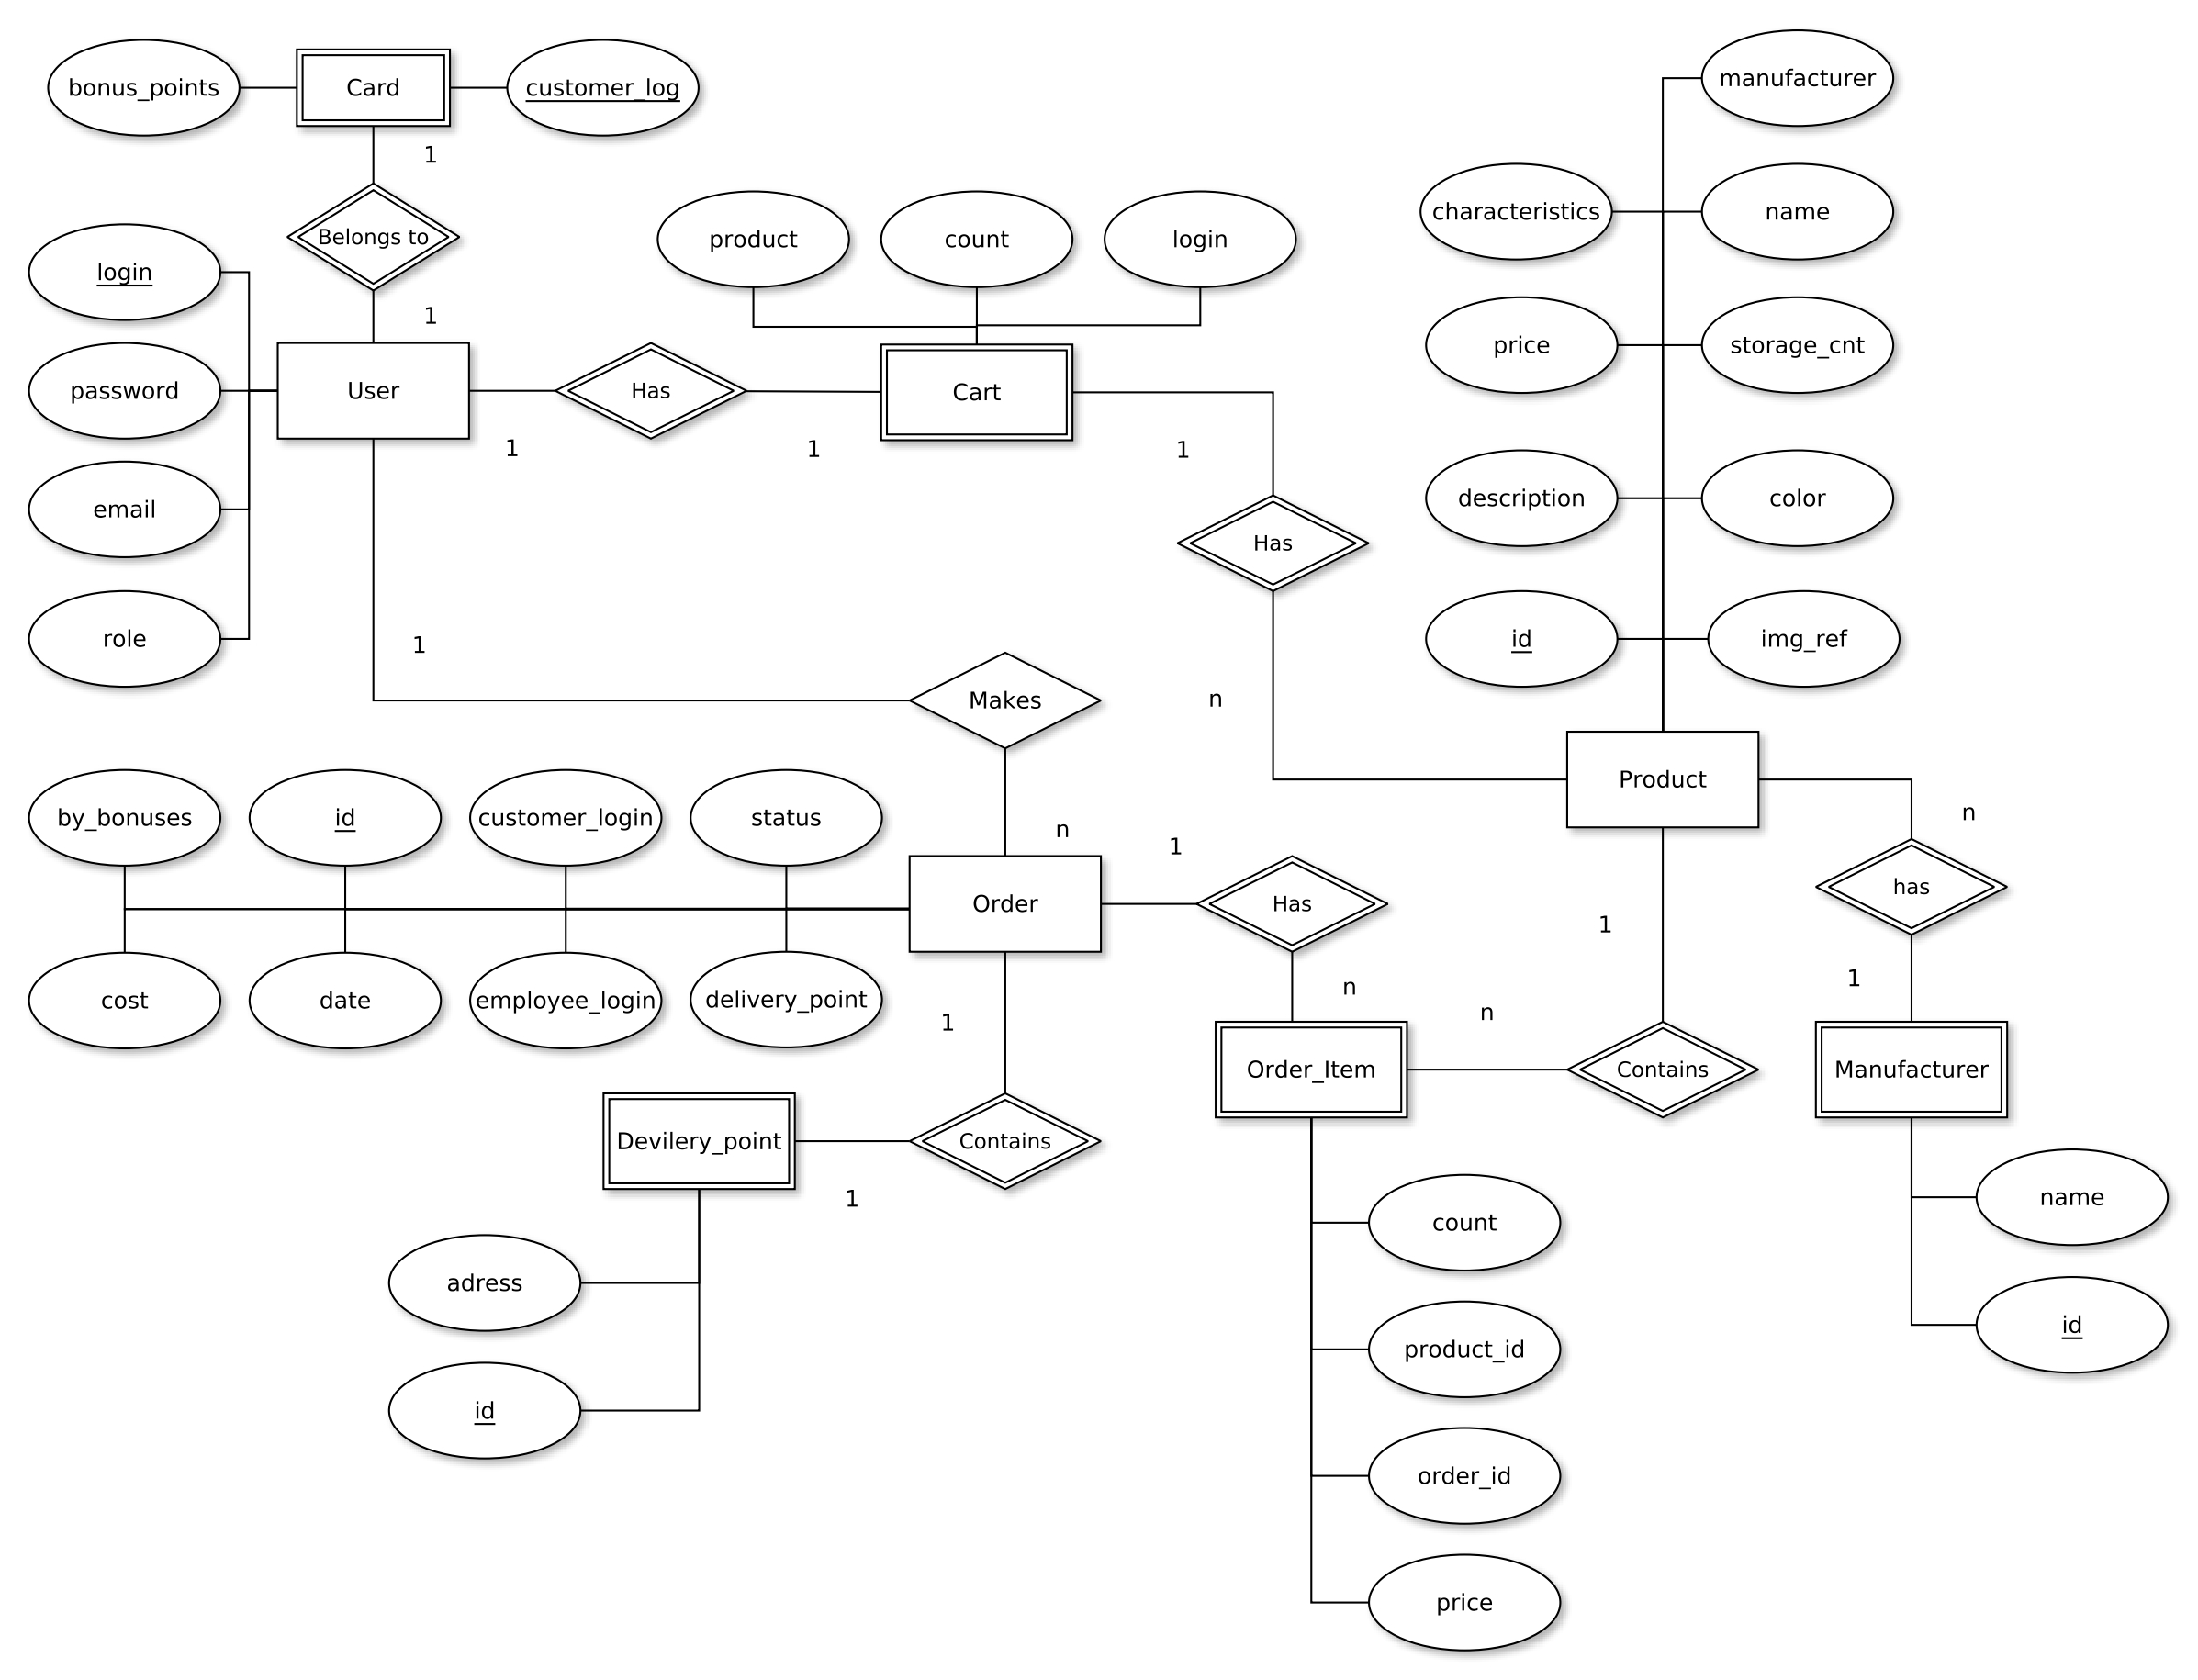 manufacturer
bonus_points
Card
customer_log
1
characteristics
name
Belongs to
product
count
login
login
1
price
storage_cnt
password
User
Has
Cart
1
1
1
description
color
email
Has
role
1
id
img_ref
Makes
n
Product
by_bonuses
id
customer_login
status
n
1
n
Order
Has
has
1
cost
date
employee_login
delivery_point
n
1
1
n
Order_Item
Contains
Manufacturer
Devilery_point
Contains
1
name
count
adress
id
product_id
id
order_id
price